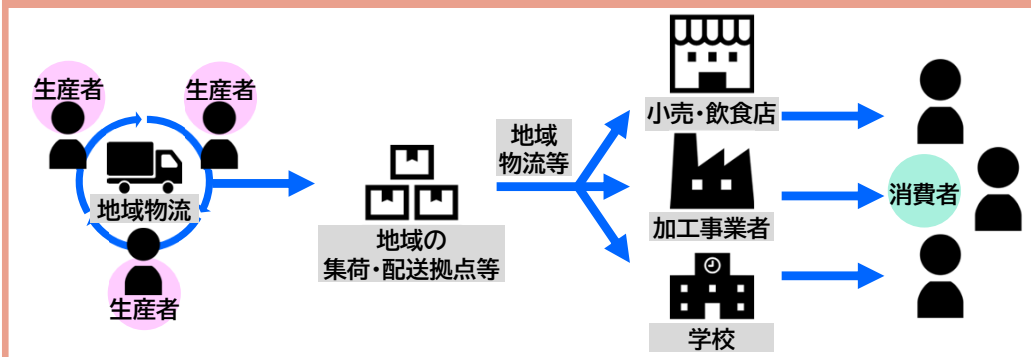 生産者
生産者
地域物流
生産者
地域の
集荷・配送拠点等
地域
物流等
小売・飲食店
加工事業者
学校
消費者